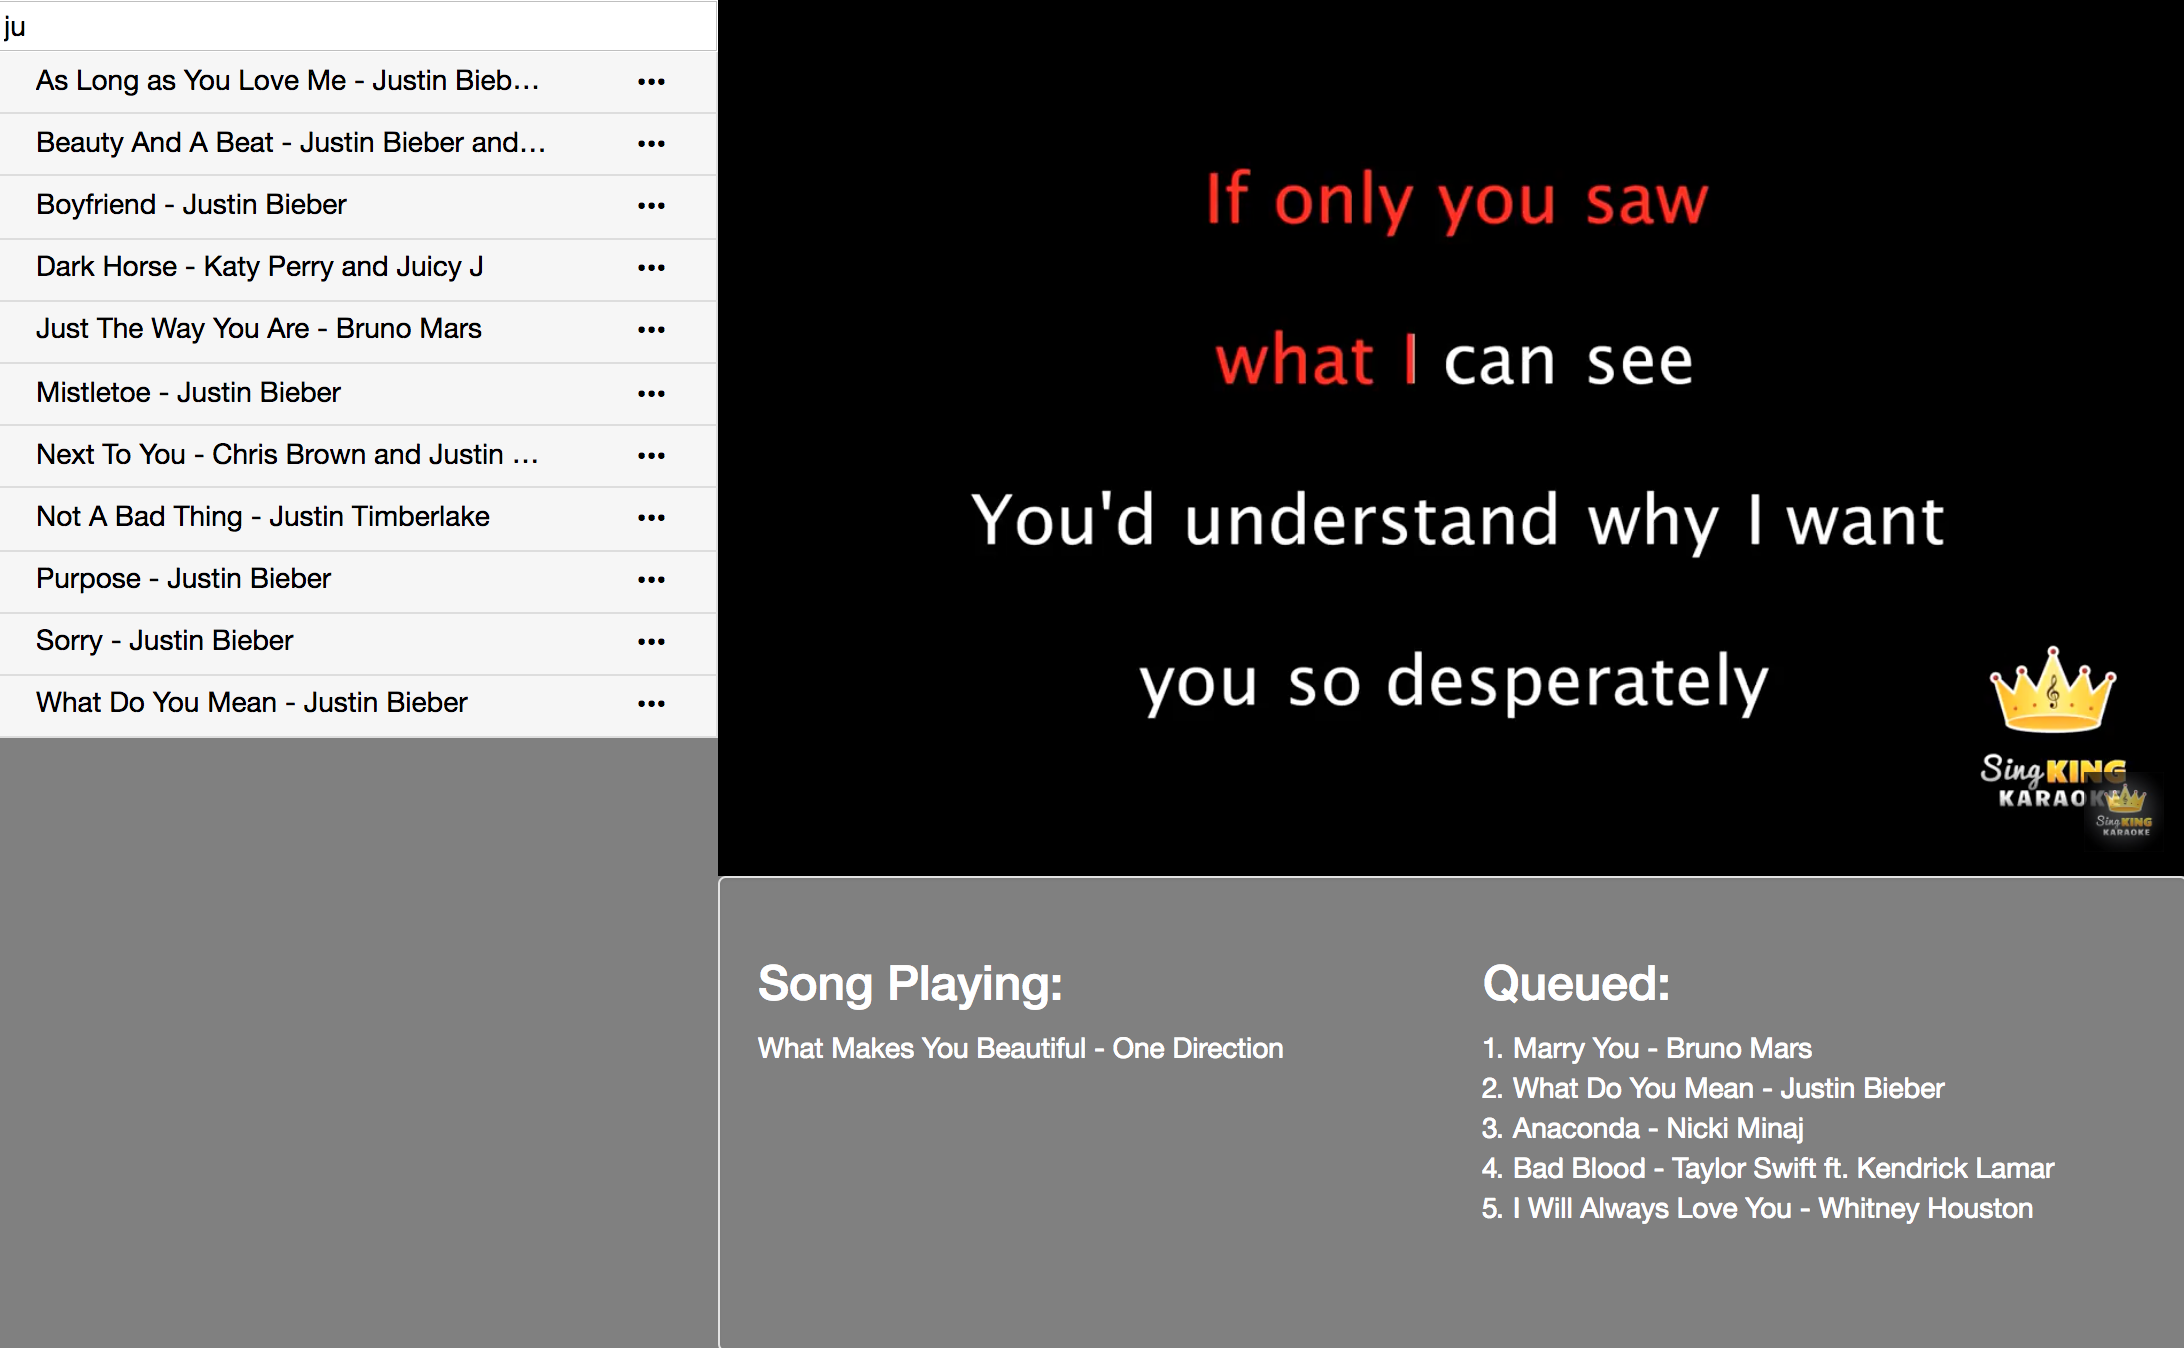 ju
As Long as You Love Me - Justin Bieb...
Beauty And A Beat - Justin Bieber and...
Boyfriend - Justin Bieber
Dark Horse - Katy Perry and Juicy J
Just The Way You Are - Bruno Mars
Mistletoe - Justin Bieber
Next To You - Chris Brown and Justin ...
Not A Bad Thing - Justin Timberlake
Purpose - Justin Bieber
Sorry - Justin Bieber
What Do You Mean - Justin Bieber
If only you saw
what I can see
You'd understand why I want
you so desperately
Sing KING
KARAOKE
Sing KING
KARAOKE
Song Playing:
What Makes You Beautiful - One Direction
Queued:
1. Marry You - Bruno Mars
2. What Do You Mean - Justin Bieber
3. Anaconda - Nicki Minaj
4. Bad Blood - Taylor Swift ft. Kendrick Lamar
5. I Will Always Love You - Whitney Houston